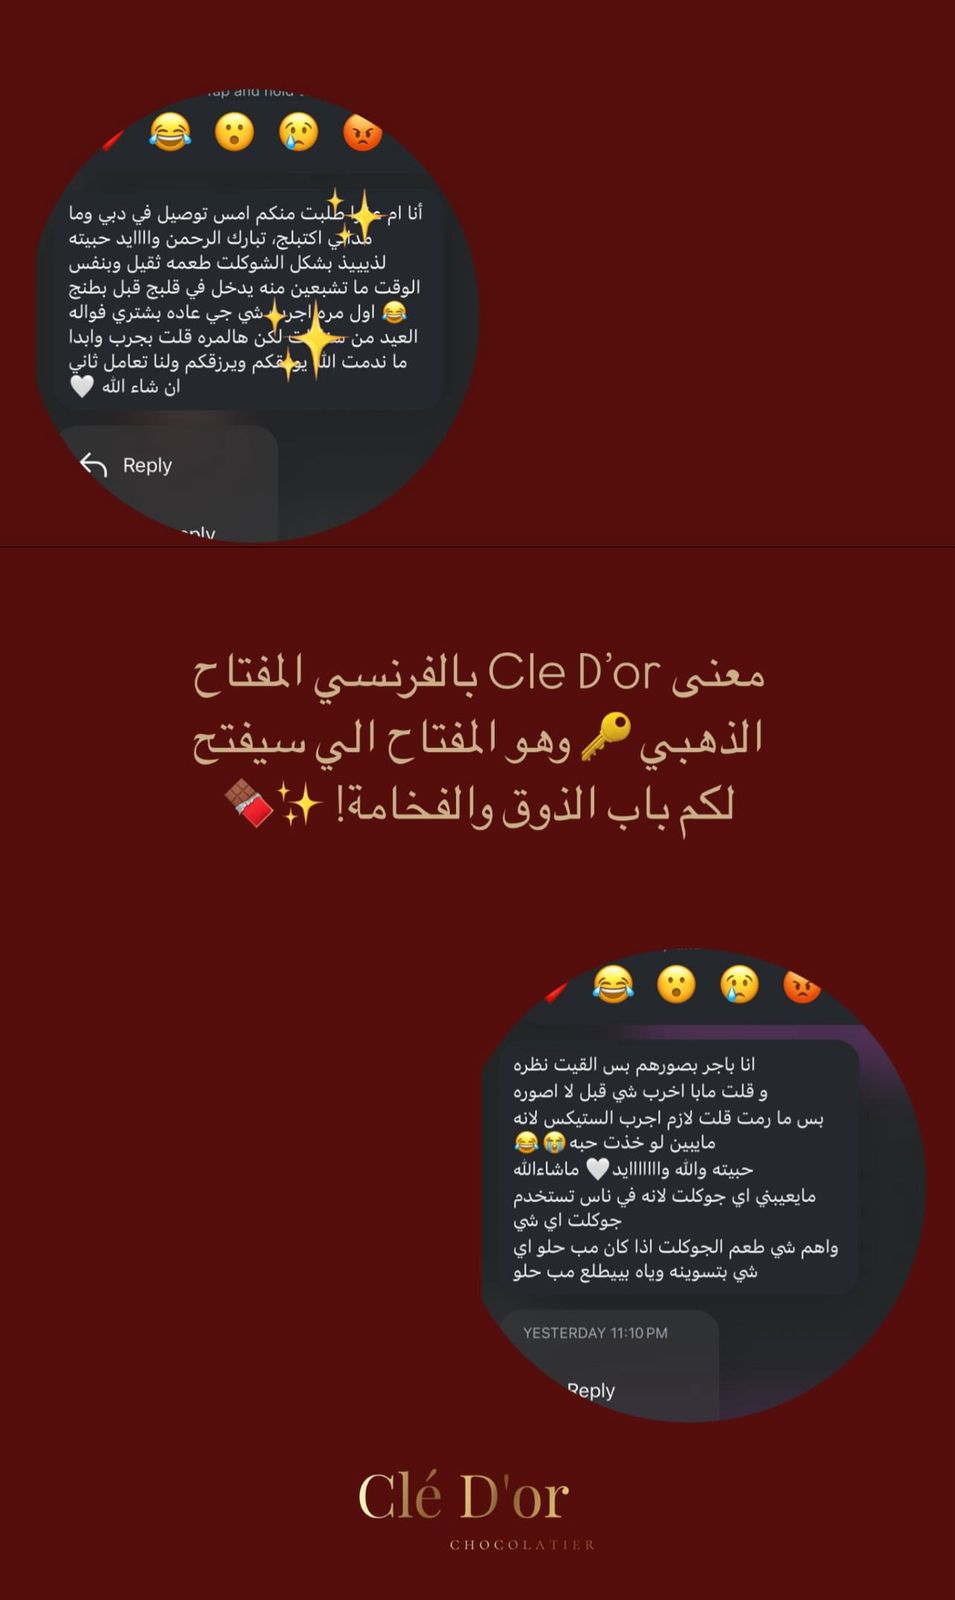 أنا ام طلبت منكم امس توصيل في دبي وما
اكتبلج، تبارك الرحمن واااايد حبيته
لذيييذ بشكل الشوكلت طعمه ثقيل وبنفس
الوقت ما تشبعين منه يدخل في قلبج قبل بطنج
😂 اول مره اجرب شي جي عاده بشتري فواله
العيد من لكن هالمره قلت بجرب وابدا
ما ندمت الله يوفقكم ويرزقكم ولنا تعامل ثاني
ان شاء الله 🤍
Reply
معنى Cle D’or بالفرنسي المفتاح
الذهبي 🔑 وهو المفتاح الي سيفتح
لكم باب الذوق والفخامة! ✨🍫
انا باجر بصورهم بس القيت نظره
و قلت مابا اخرب شي قبل لا اصوره
بس ما رمت قلت لازم اجرب الستيكس لانه
مايبين لو خذت حبه😭😂
حبيته والله واااااااايد🤍 ماشاءالله
مايعيبني اي جوكلت لانه في ناس تستخدم
جوكلت اي شي
واهم شي طعم الجوكلت اذا كان مب حلو اي
شي بتسوينه وياه بييطلع مب حلو
YESTERDAY 11:10 PM
Reply
Clé D'or
CHOCOLATIER